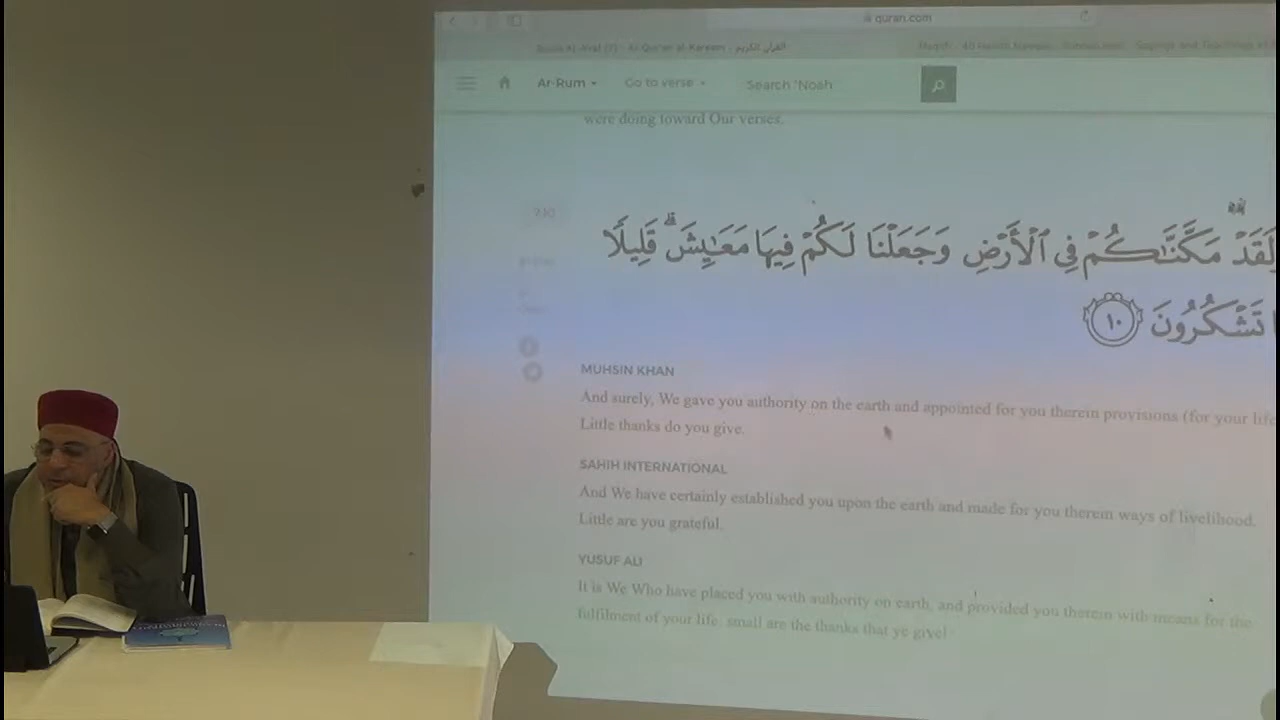 quran.com
Ar-Rum Go to verse Search "Noah
were doing toward Our verses.
7:10
لَقَدْ مَكَّنَّاكُمْ فِي الْأَرْضِ وَجَعَلْنَا لَكُمْ فِيهَا مَعَايِشَ ۗ قَلِيلًا
تَشْكُرُونَ ١٠
MUHSIN KHAN
And surely, We gave you authority on the earth and appointed for you therein provisions (for your life
Little thanks do you give.
SAHIH INTERNATIONAL
And We have certainly established you upon the earth and made for you therein ways of livelihood.
Little are you grateful.
YUSUF ALI
It is We Who have placed you with authority on earth, and provided you therein with means for the
fulfilment of your life: small are the thanks that ye give!